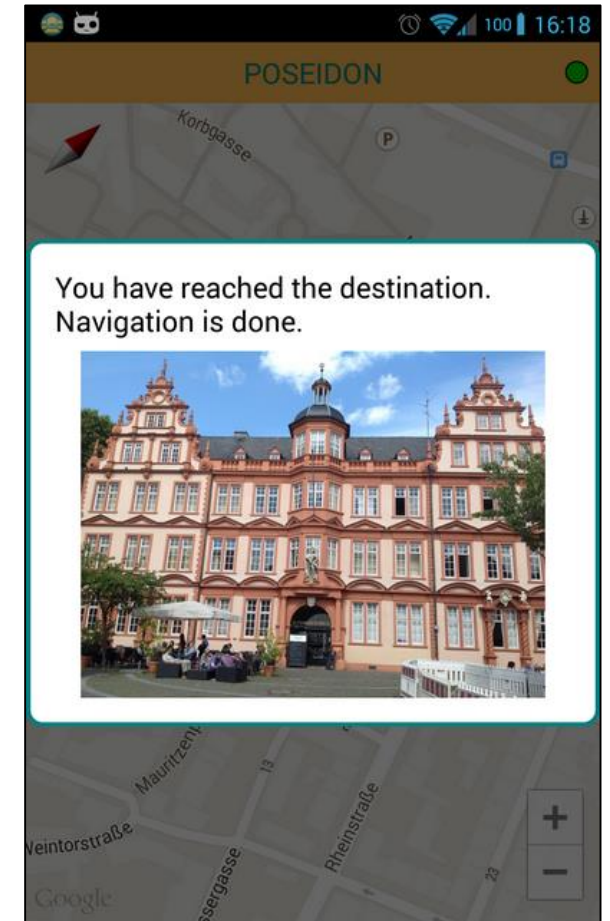 100 16:18
POSEIDON
Korbgasse
P
You have reached the destination.
Navigation is done.
13
Rheinstraße
Weintorstraße
23
+
−
Google